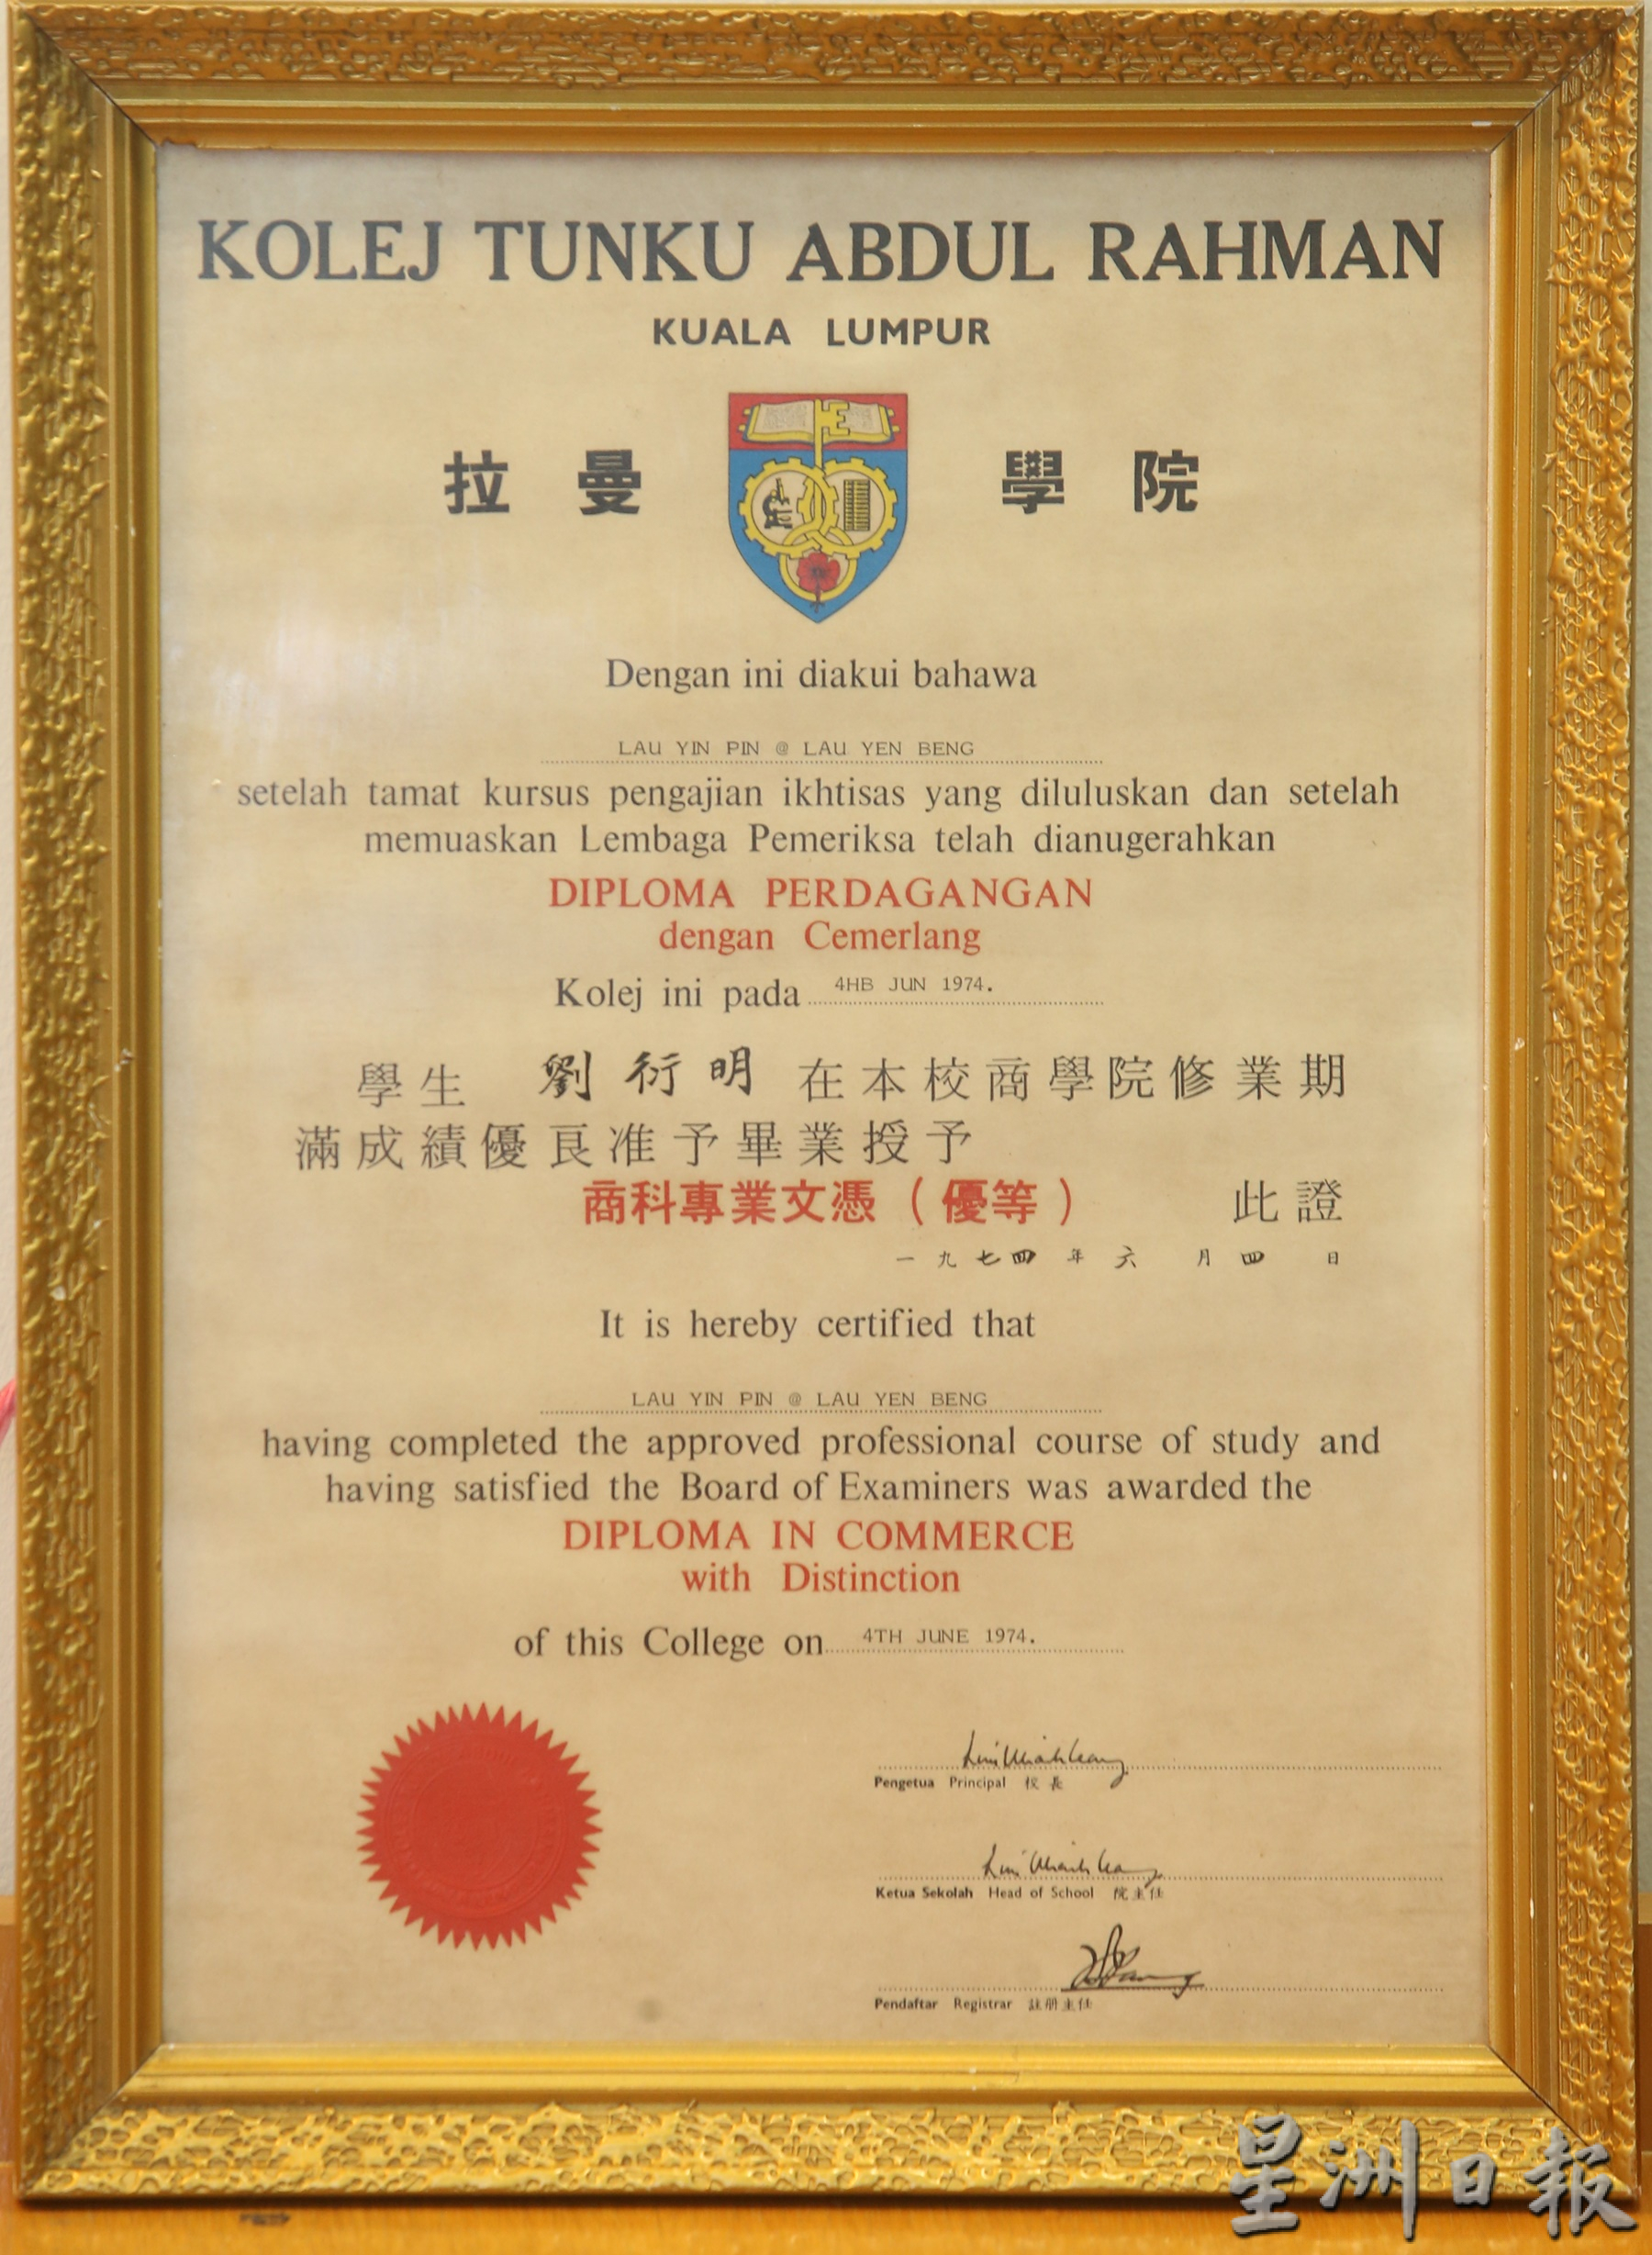 KOLEJ TUNKU ABDUL RAHMAN
KUALA LUMPUR
拉曼 學院
Dengan ini diakui bahawa
LAU YIN PIN @ LAU YEN BENG
setelah tamat kursus pengajian ikhtisas yang diluluskan dan setelah
memuaskan Lembaga Pemeriksa telah dianugerahkan
DIPLOMA PERDAGANGAN
dengan Cemerlang
Kolej ini pada 4HB JUN 1974.
學生 劉衍明 在本校商學院修業期
滿成績優良准予畢業授予
商科專業文憑(優等) 此證
一九七四年六月四日
It is hereby certified that
LAU YIN PIN @ LAU YEN BENG
having completed the approved professional course of study and
having satisfied the Board of Examiners was awarded the
DIPLOMA IN COMMERCE
with Distinction
of this College on 4TH JUNE 1974.
Pengetua Principal 校長
Ketua Sekolah Head of School 院主任
Pendaftar Registrar 註册主任
星洲日報